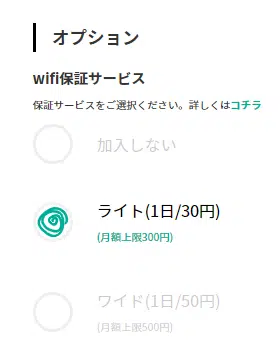 オプション
wifi保証サービス
保証サービスをご選択ください。詳しくはコチラ
加入しない
ライト(1日/30円)
(月額上限300円)
ワイド(1日/50円)
(月額上限500円)